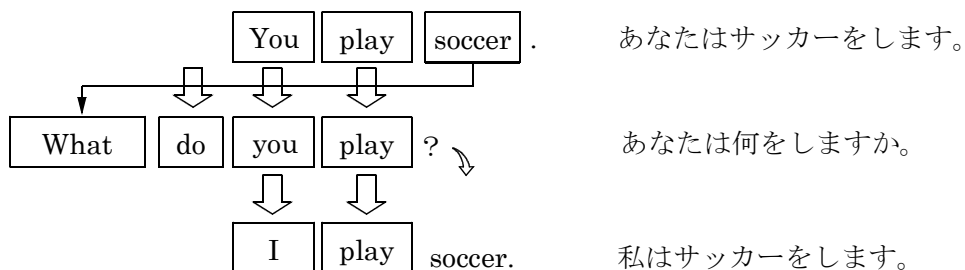 You play soccer . あなたはサッカーをします。
What do you play ? あなたは何をしますか。
I play soccer. 私はサッカーをします。